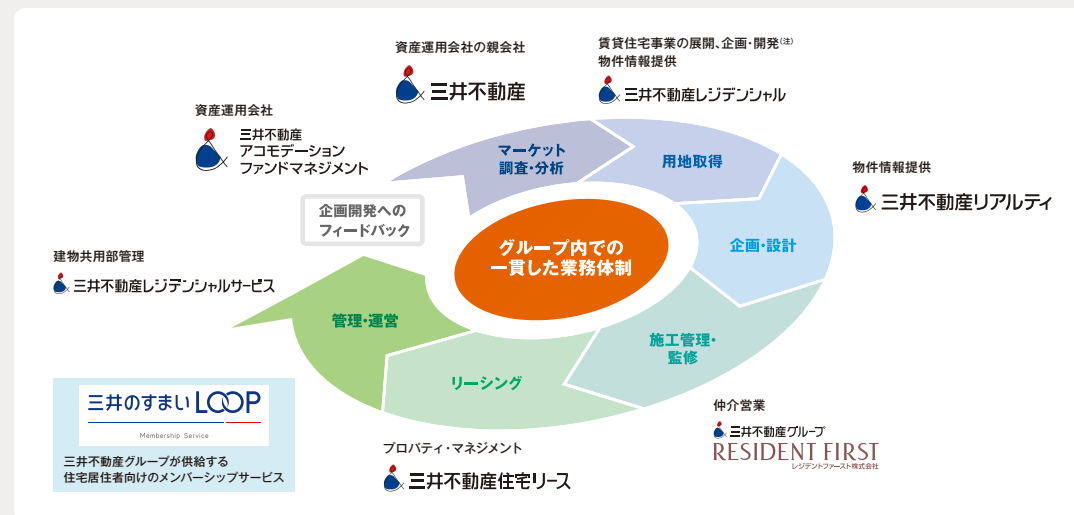 資産運用会社の親会社
三井不動産
賃貸住宅事業の展開、企画・開発(注)
物件情報提供
三井不動産レジデンシャル
資産運用会社
三井不動産
アコモデーション
ファンドマネジメント
マーケット
調査・分析
用地取得
物件情報提供
三井不動産リアルティ
企画開発への
フィードバック
グループ内での
一貫した業務体制
企画・設計
建物共用部管理
三井不動産レジデンシャルサービス
管理・運営
施工管理・
監修
リーシング
三井のすまい LOOP
Membership Service
三井不動産グループが供給する
住宅居住者向けのメンバーシップサービス
プロパティ・マネジメント
三井不動産住宅リース
仲介営業
三井不動産グループ
RESIDENT FIRST
レジデントファースト株式会社